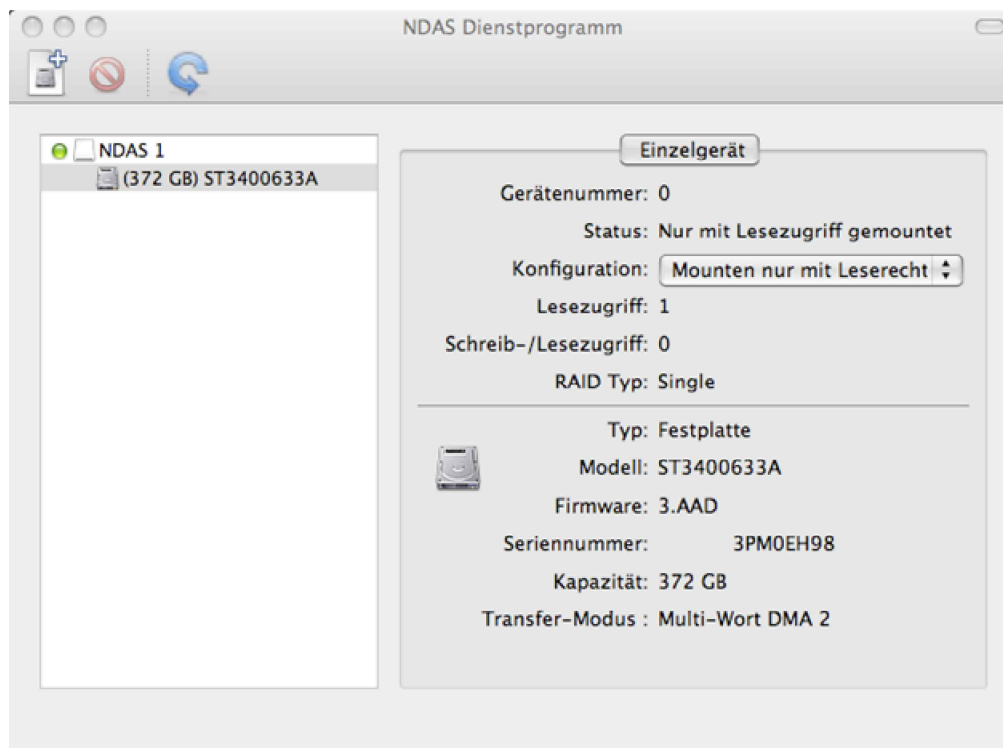 NDAS Dienstprogramm
NDAS 1
(372 GB) ST3400633A
Einzelgerät
Gerätenummer: 0
Status: Nur mit Lesezugriff gemountet
Konfiguration: Mounten nur mit Leserecht
Lesezugriff: 1
Schreib-/Lesezugriff: 0
RAID Typ: Single
Typ: Festplatte
Modell: ST3400633A
Firmware: 3.AAD
Seriennummer: 3PM0EH98
Kapazität: 372 GB
Transfer-Modus : Multi-Wort DMA 2